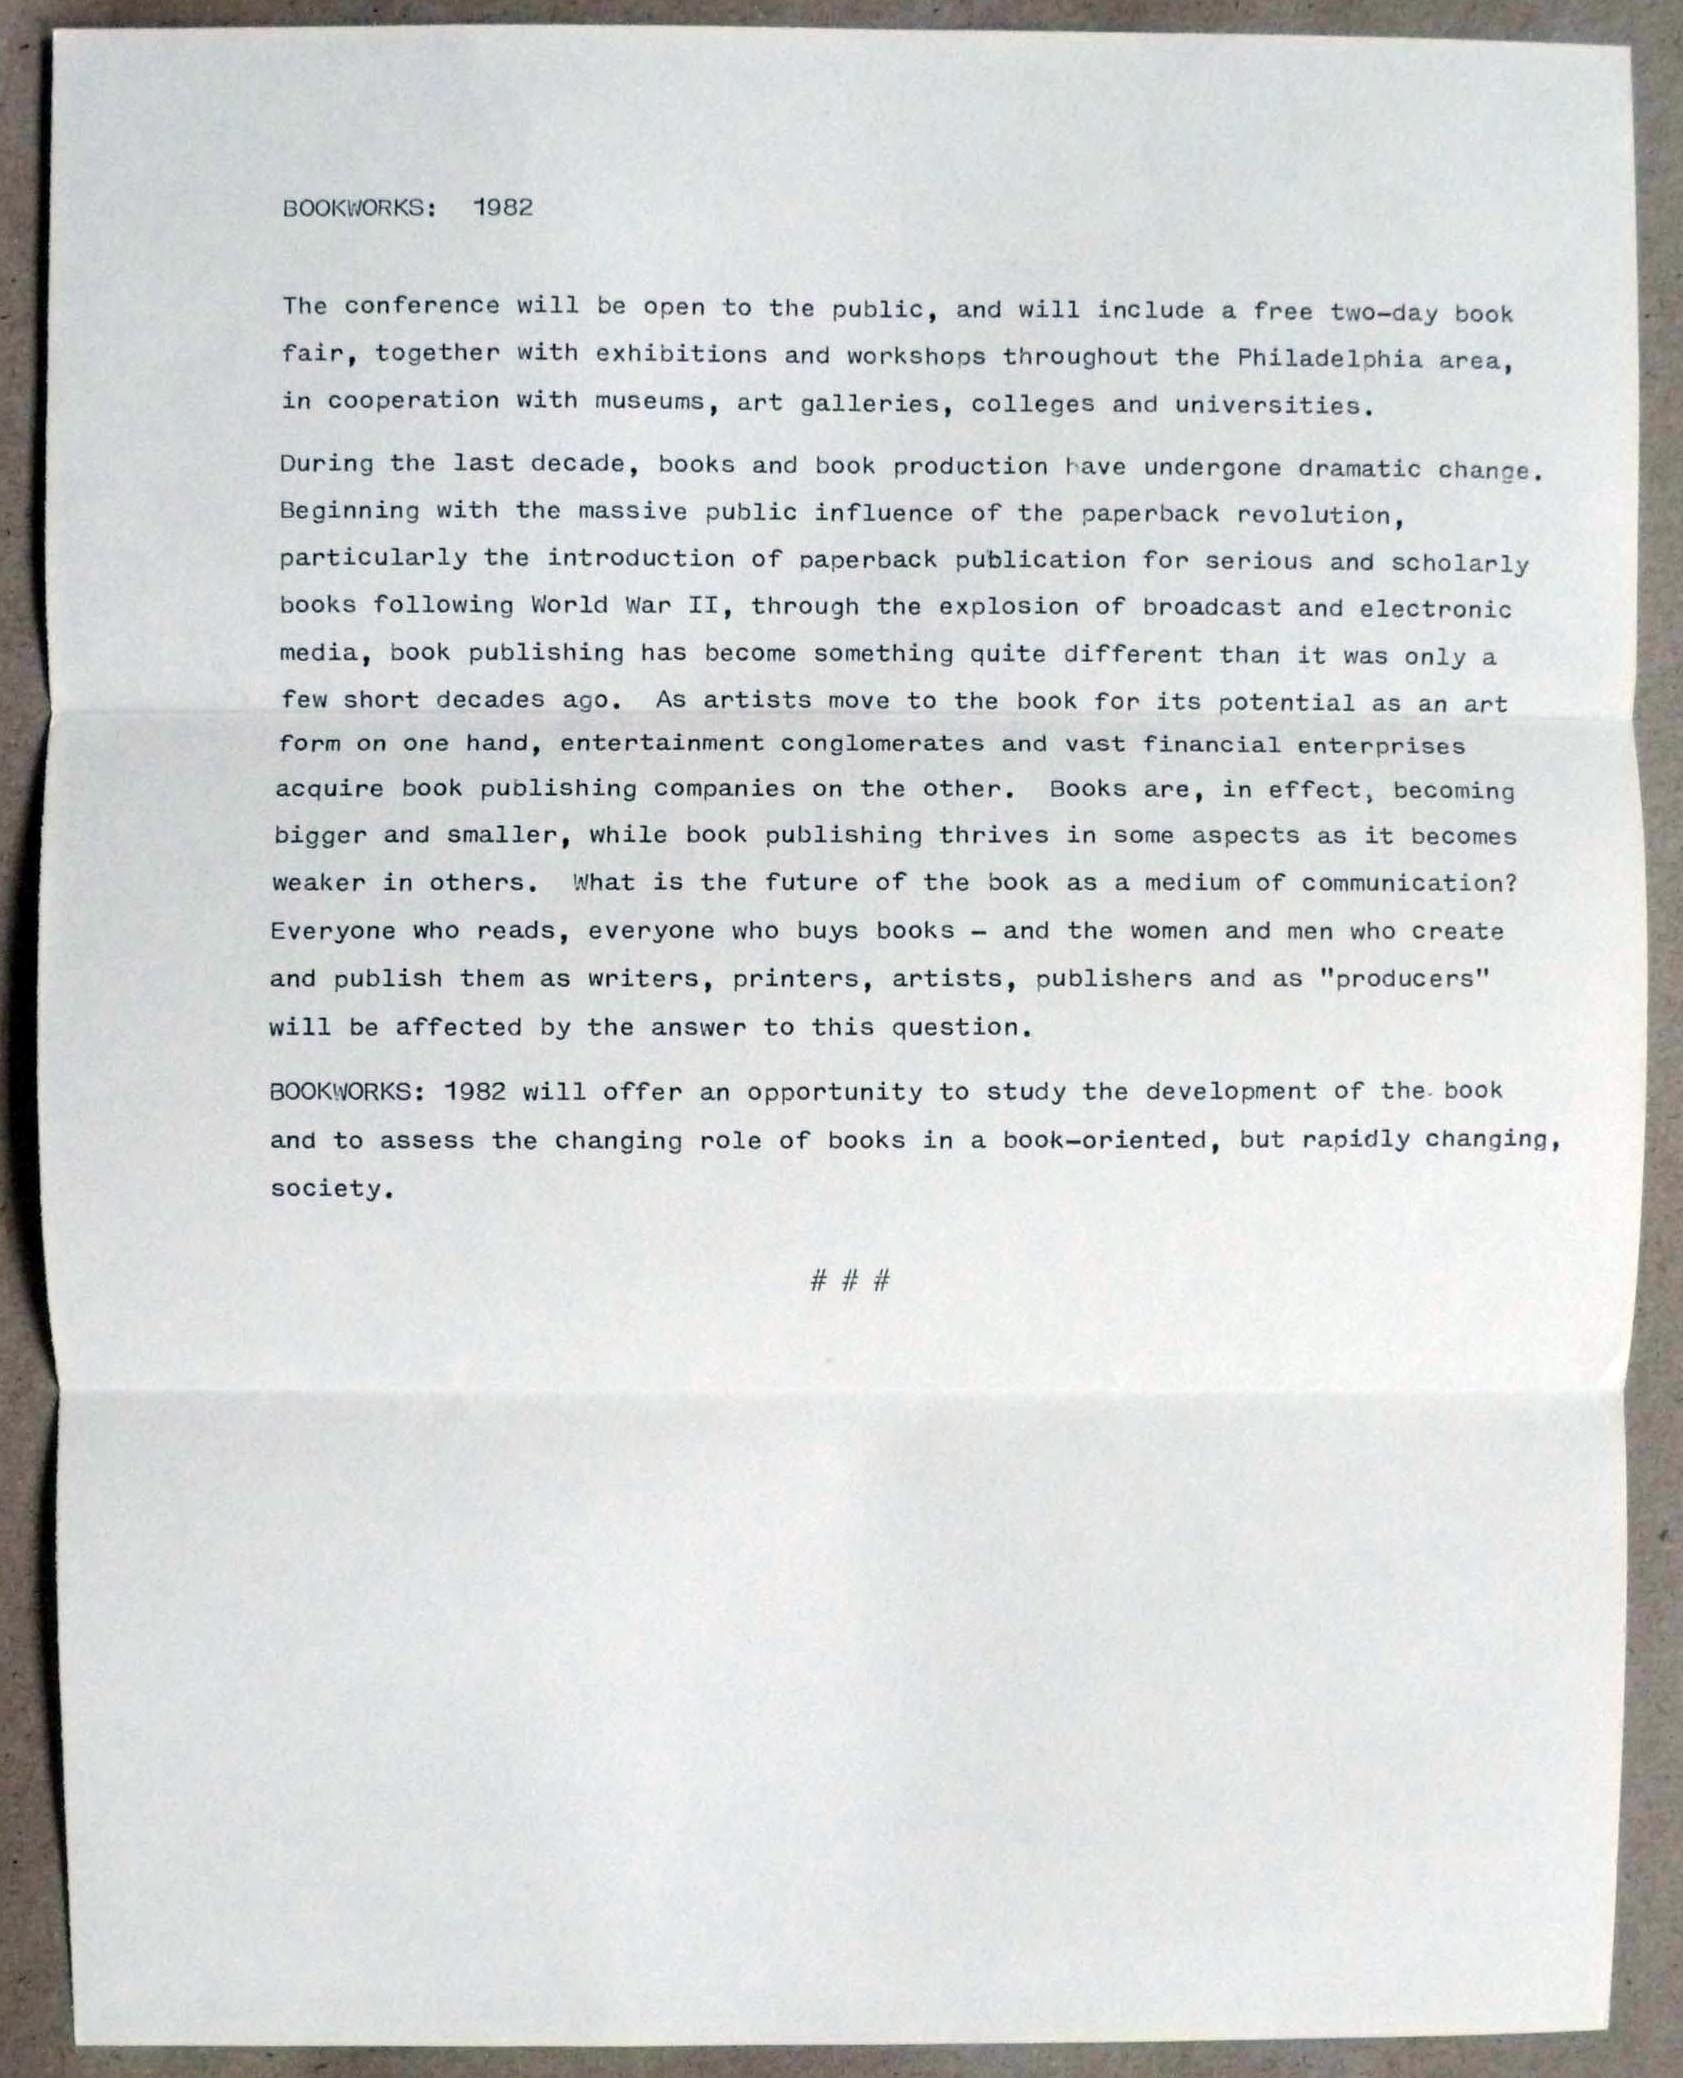 BOOKWORKS:  1982
The conference will be open to the public, and will include a free two-day book
fair, together with exhibitions and workshops throughout the Philadelphia area,
in cooperation with museums, art galleries, colleges and universities.
During the last decade, books and book production have undergone dramatic change.
Beginning with the massive public influence of the paperback revolution,
particularly the introduction of paperback publication for serious and scholarly
books following World War II, through the explosion of broadcast and electronic
media, book publishing has become something quite different than it was only a
few short decades ago.  As artists move to the book for its potential as an art
form on one hand, entertainment conglomerates and vast financial enterprises
acquire book publishing companies on the other.  Books are, in effect, becoming
bigger and smaller, while book publishing thrives in some aspects as it becomes
weaker in others.  What is the future of the book as a medium of communication?
Everyone who reads, everyone who buys books – and the women and men who create
and publish them as writers, printers, artists, publishers and as "producers"
will be affected by the answer to this question.
BOOKWORKS: 1982 will offer an opportunity to study the development of the book
and to assess the changing role of books in a book-oriented, but rapidly changing,
society.
# # #